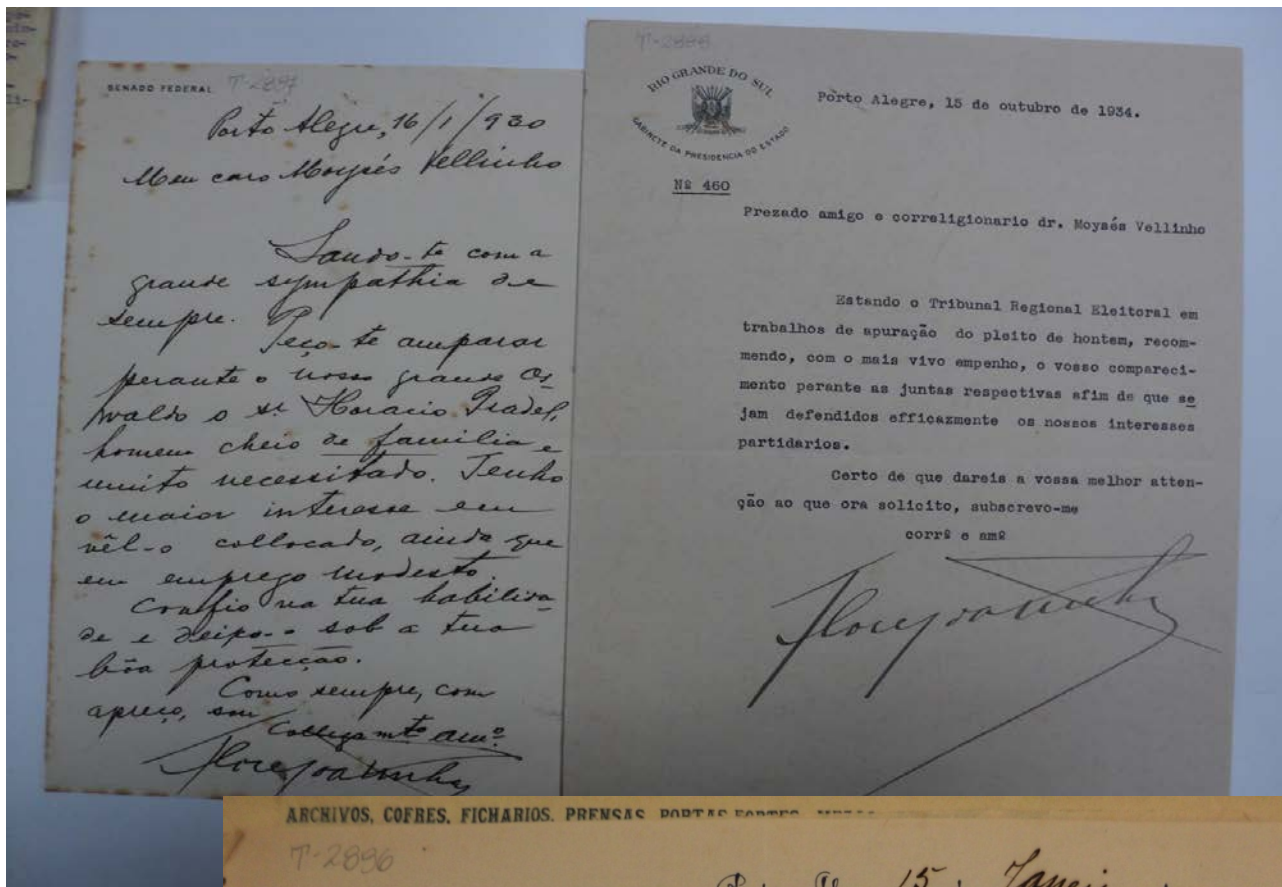 SENADO FEDERAL T-2897
Porto Alegre, 16/1/930
Meu caro Moysés Vellinho
Saudo-te com a
grande sympathia de
sempre.
Peço-te amparar
perante o nosso grande Os
waldo o sr Horacio Pradel,
homem cheio de familia e
muito necessitado. Tenho
o maior interesse em
vêl-o collocado, ainda que
em emprego modesto.
Confio na tua habilida-
de e deixo-o sob a tua
bôa protecção.
Como sempre, com
apreço, sou
Collega mto amº
T-2898
RIO GRANDE DO SUL
GABINETE DA PRESIDENCIA DO ESTADO
Porto Alegre, 15 de outubro de 1934.
Nº 460
Prezado amigo e correligionario dr. Moysés Vellinho
Estando o Tribunal Regional Eleitoral em
trabalhos de apuração do pleito de hontem, recom-
mendo, com o mais vivo empenho, o vosso compareci-
mento perante as juntas respectivas afim de que se
jam defendidos efficazmente os nossos interesses
partidarios.
Certo de que dareis a vossa melhor atten-
ção ao que ora solicito, subscrevo-me
corrº e amº
ARCHIVOS, COFRES, FICHARIOS, PRENSAS, PORTAS FORTES,
T-2896
15 Janeiro